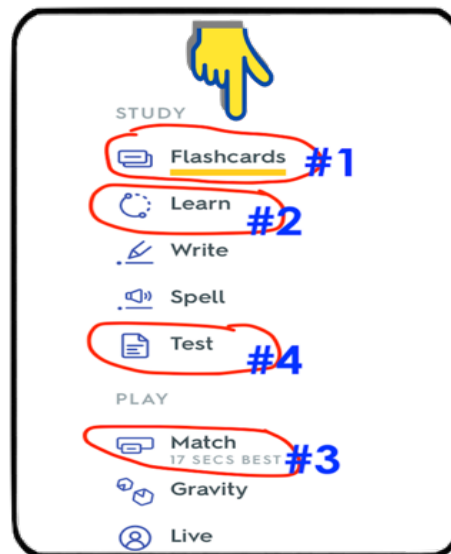 STUDY
Flashcards #1
Learn #2
Write
Spell
Test #4
PLAY
Match #3
17 SECS BEST
Gravity
Live